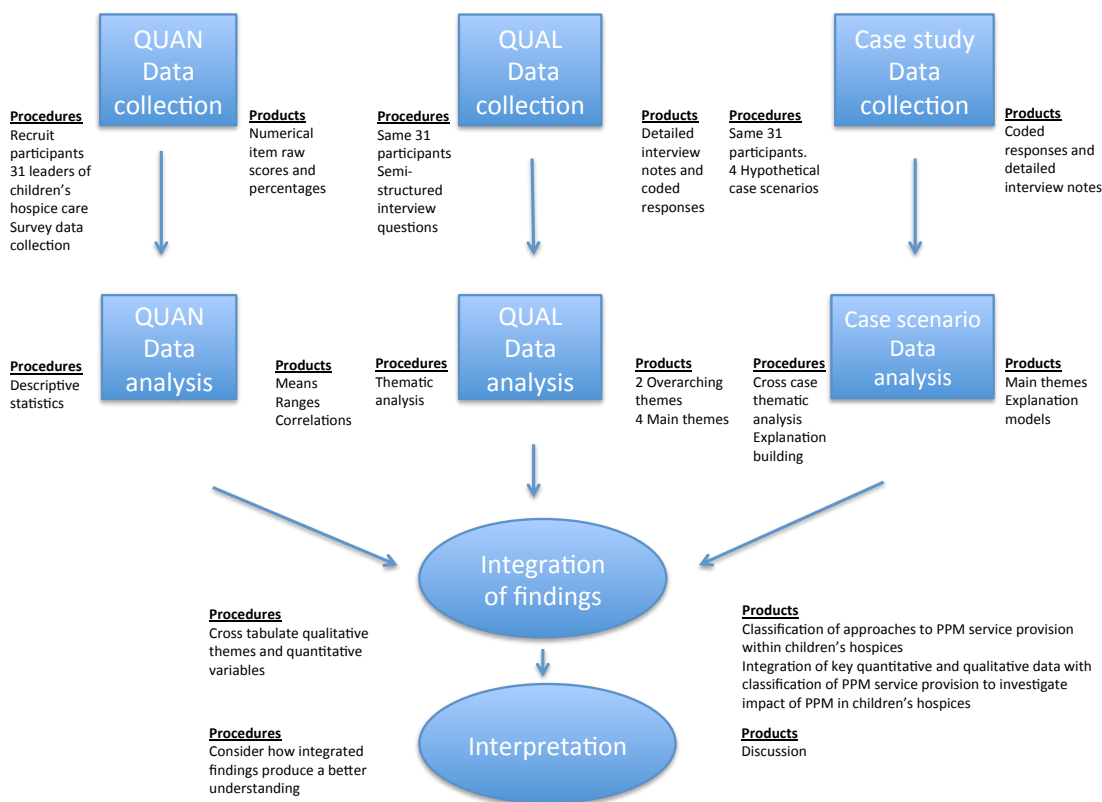 QUAN
Data
collection
Procedures
Recruit
participants
31 leaders of
children's
hospice care
Survey data
collection
Products
Numerical
item raw
scores and
percentages
QUAL
Data
collection
Procedures
Same 31
participants
Semi-
structured
interview
questions
Products
Detailed
interview
notes and
coded
responses
Case study
Data
collection
Procedures
Same 31
participants.
4 Hypothetical
case scenarios
Products
Coded
responses and
detailed
interview notes
QUAN
Data
analysis
Procedures
Descriptive
statistics
Products
Means
Ranges
Correlations
QUAL
Data
analysis
Procedures
Thematic
analysis
Products
2 Overarching
themes
4 Main themes
Case scenario
Data
analysis
Procedures
Cross case
thematic
analysis
Explanation
building
Products
Main themes
Explanation
models
Integration
of findings
Procedures
Cross tabulate qualitative
themes and quantitative
variables
Products
Classification of approaches to PPM service provision
within children's hospices
Integration of key quantitative and qualitative data with
classification of PPM service provision to investigate
impact of PPM in children's hospices
Interpretation
Procedures
Consider how integrated
findings produce a better
understanding
Products
Discussion